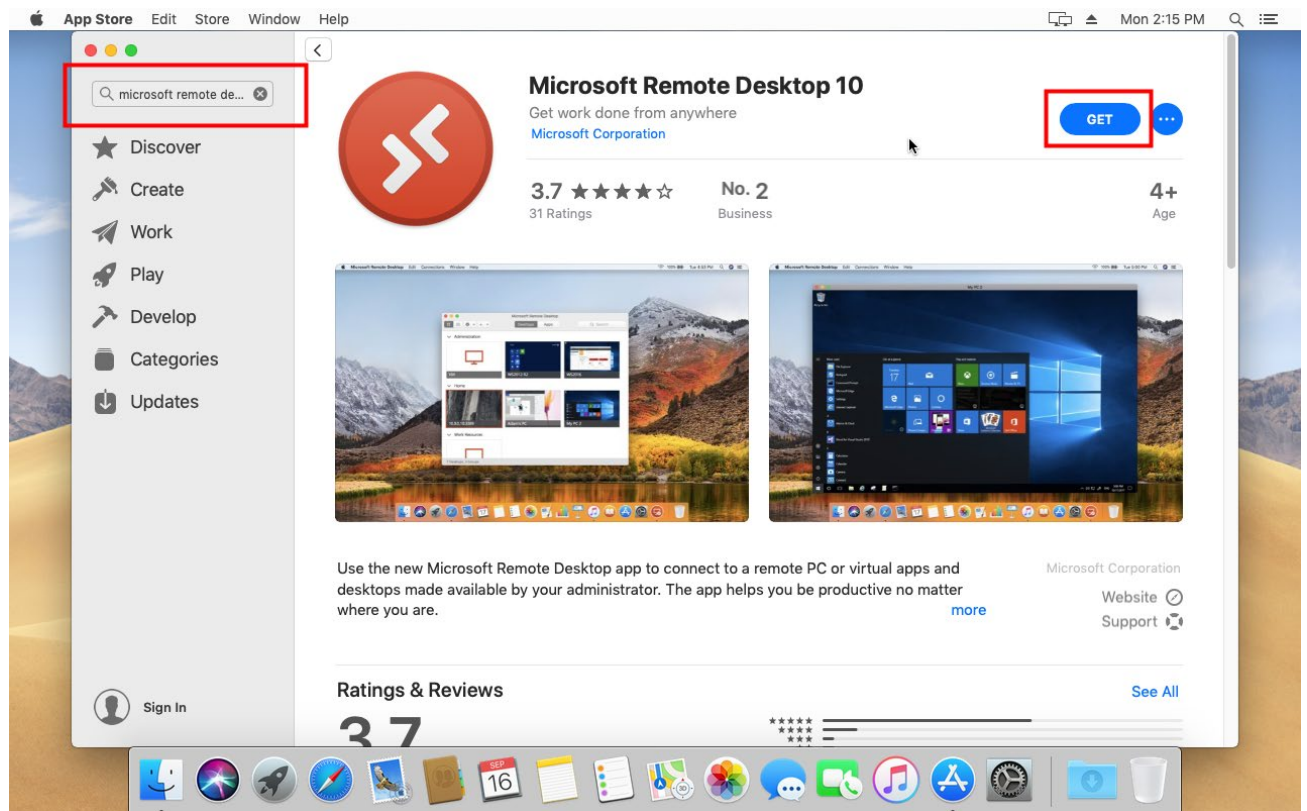 App Store Edit Store Window Help
Mon 2:15 PM
microsoft remote de...
Discover
Create
Work
Play
Develop
Categories
Updates
Sign In
Microsoft Remote Desktop 10
Get work done from anywhere
Microsoft Corporation
GET
3.7 ★★★★☆
31 Ratings
No. 2
Business
4+
Age
Use the new Microsoft Remote Desktop app to connect to a remote PC or virtual apps and
desktops made available by your administrator. The app helps you be productive no matter
where you are.
more
Microsoft Corporation
Website
Support
Ratings & Reviews
See All
3.7
SEP
16